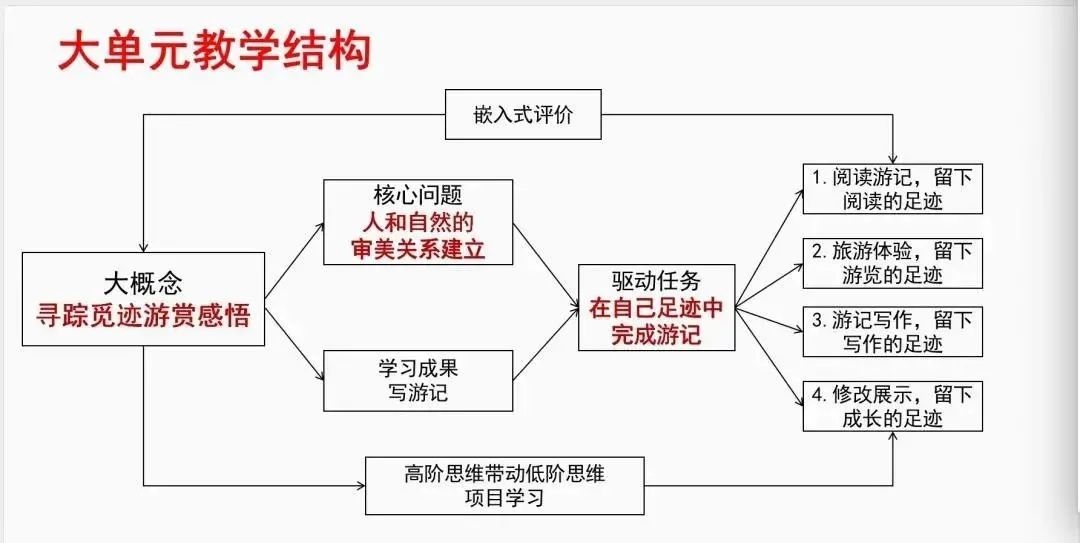 大单元教学结构
嵌入式评价
核心问题
人和自然的
审美关系建立
大概念
寻踪觅迹游赏感悟
学习成果
写游记
驱动任务
在自己足迹中
完成游记
1. 阅读游记，留下
阅读的足迹
2. 旅游体验，留下
游览的足迹
3. 游记写作，留下
写作的足迹
4. 修改展示，留下
成长的足迹
高阶思维带动低阶思维
项目学习